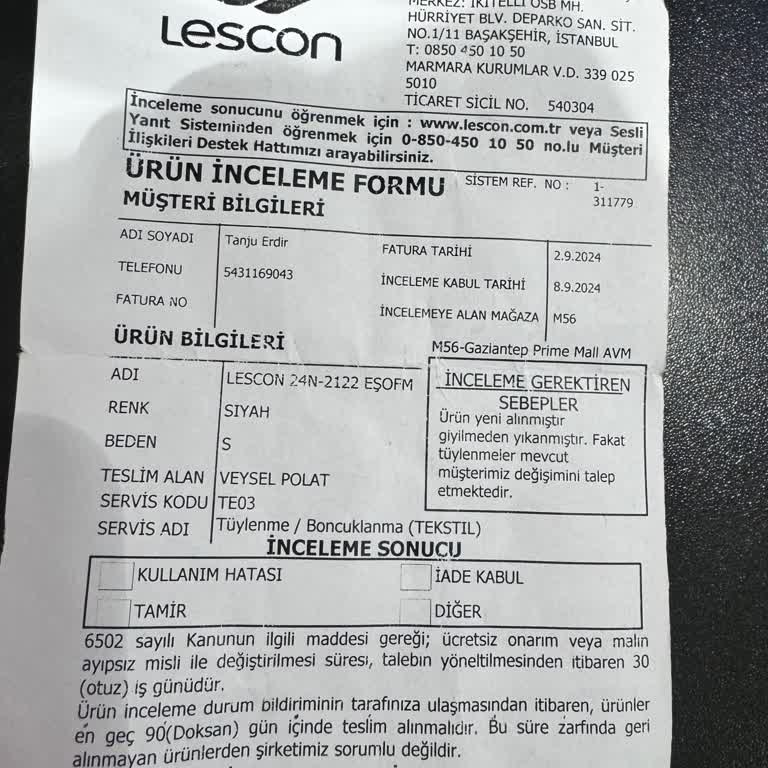 Lescon
MERKEZ: İKİTELLİ OSB MH.
HÜRRİYET BLV. DEPARKO SAN. SİT.
NO.1/11 BAŞAKŞEHİR, İSTANBUL
T: 0850 450 10 50
MARMARA KURUMLAR V.D. 339 025
5010
TİCARET SİCİL NO. 540304
İnceleme sonucunu öğrenmek için : www.lescon.com.tr veya Sesli
Yanıt Sisteminden öğrenmek için 0-850-450 10 50 no.lu Müşteri
İlişkileri Destek Hattımızı arayabilirsiniz.
ÜRÜN İNCELEME FORMU
SİSTEM REF. NO : 1-
311779
MÜŞTERİ BİLGİLERİ
ADI SOYADI Tanju Erdir
TELEFONU 5431169043
FATURA NO
FATURA TARİHİ 2.9.2024
İNCELEME KABUL TARİHİ 8.9.2024
İNCELEMEYE ALAN MAĞAZA M56
M56-Gaziantep Prime Mall AVM
ÜRÜN BİLGİLERİ
ADI LESCON 24N-2122 EŞOFM
RENK SIYAH
BEDEN S
TESLİM ALAN VEYSEL POLAT
SERVİS KODU TE03
SERVİS ADI Tüylenme / Boncuklanma (TEKSTIL)
İNCELEME GEREKTİREN
SEBEPLER
Ürün yeni alınmıştır
giyilmeden yıkanmıştır. Fakat
tüylenmeler mevcut
müşterimiz değişimini talep
etmektedir.
İNCELEME SONUCU
KULLANIM HATASI
İADE KABUL
TAMİR
DİĞER
6502 sayılı Kanunun ilgili maddesi gereği; ücretsiz onarım veya malın
ayıpsız misli ile değiştirilmesi süresi, talebin yöneltilmesinden itibaren 30
(otuz) iş günüdür.
Ürün inceleme durum bildiriminin tarafınıza ulaşmasından itibaren, ürünler
en geç 90(Doksan) gün içinde teslim alınmalıdır. Bu süre zarfında geri
alınmayan ürünlerden şirketimiz sorumlu değildir.